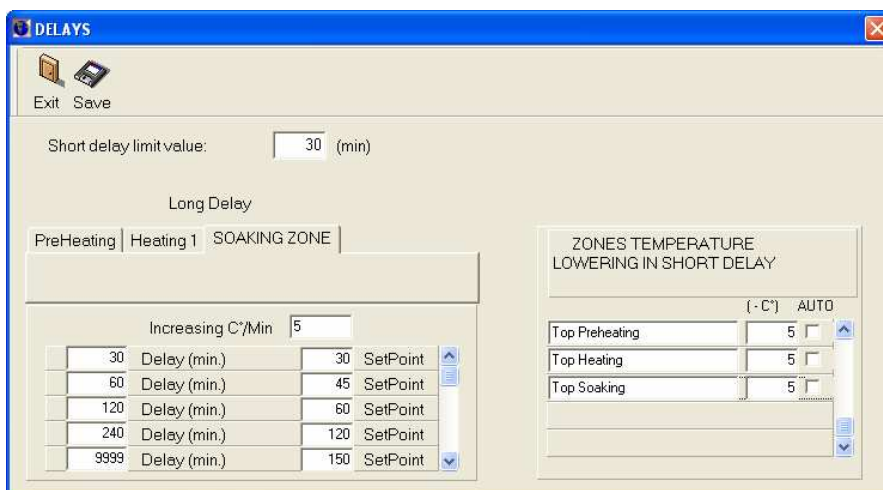 DELAYS
Exit Save
Short delay limit value: 30 (min)
Long Delay
PreHeating Heating 1 SOAKING ZONE
Increasing C°/Min 5
30 Delay (min.) 30 SetPoint
60 Delay (min.) 45 SetPoint
120 Delay (min.) 60 SetPoint
240 Delay (min.) 120 SetPoint
9999 Delay (min.) 150 SetPoint
ZONES TEMPERATURE
LOWERING IN SHORT DELAY
( - C°) AUTO
Top Preheating 5
Top Heating 5
Top Soaking 5